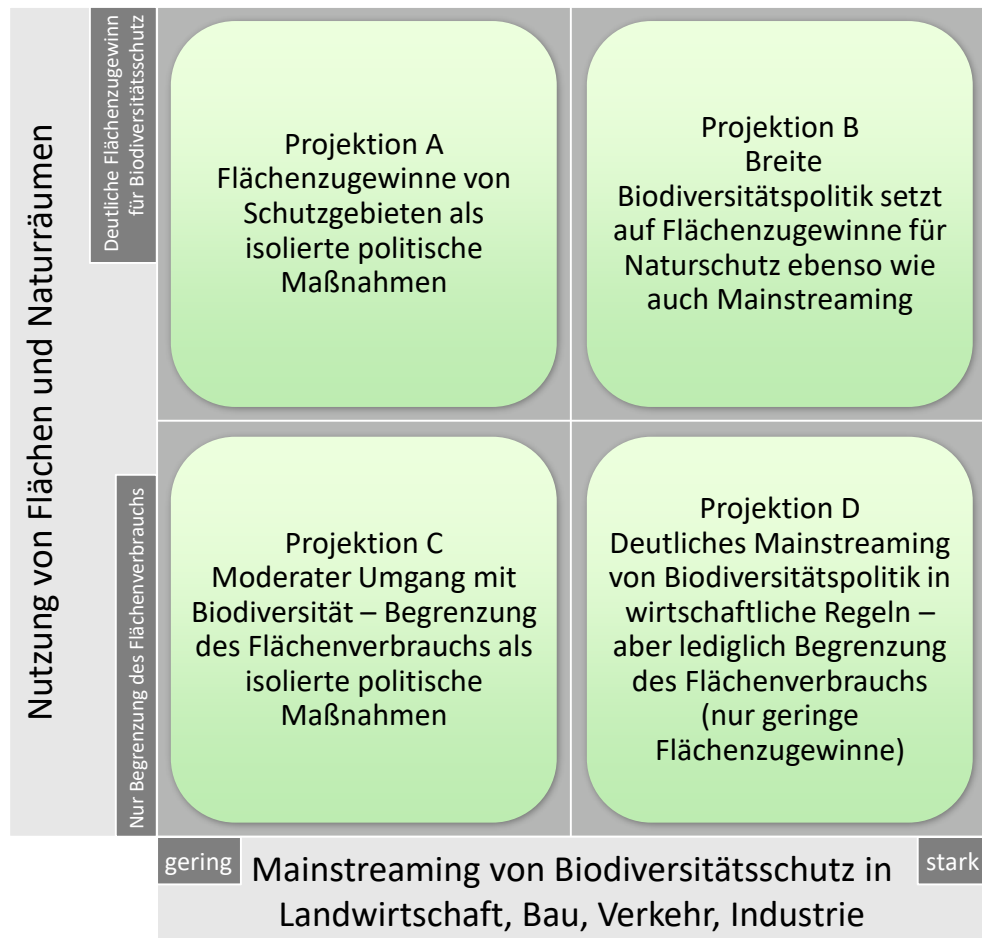 Nutzung von Flächen und Naturräumen
Deutliche Flächenzugewinn
für Biodiversitätsschutz
Nur Begrenzung des Flächenverbrauchs
Projektion A
Flächenzugewinne von
Schutzgebieten als
isolierte politische
Maßnahmen
Projektion B
Breite
Biodiversitätspolitik setzt
auf Flächenzugewinne für
Naturschutz ebenso wie
auch Mainstreaming
Projektion C
Moderater Umgang mit
Biodiversität – Begrenzung
des Flächenverbrauchs als
isolierte politische
Maßnahmen
Projektion D
Deutliches Mainstreaming
von Biodiversitätspolitik in
wirtschaftliche Regeln –
aber lediglich Begrenzung
des Flächenverbrauchs
(nur geringe
Flächenzugewinne)
gering
Mainstreaming von Biodiversitätsschutz in
Landwirtschaft, Bau, Verkehr, Industrie
stark